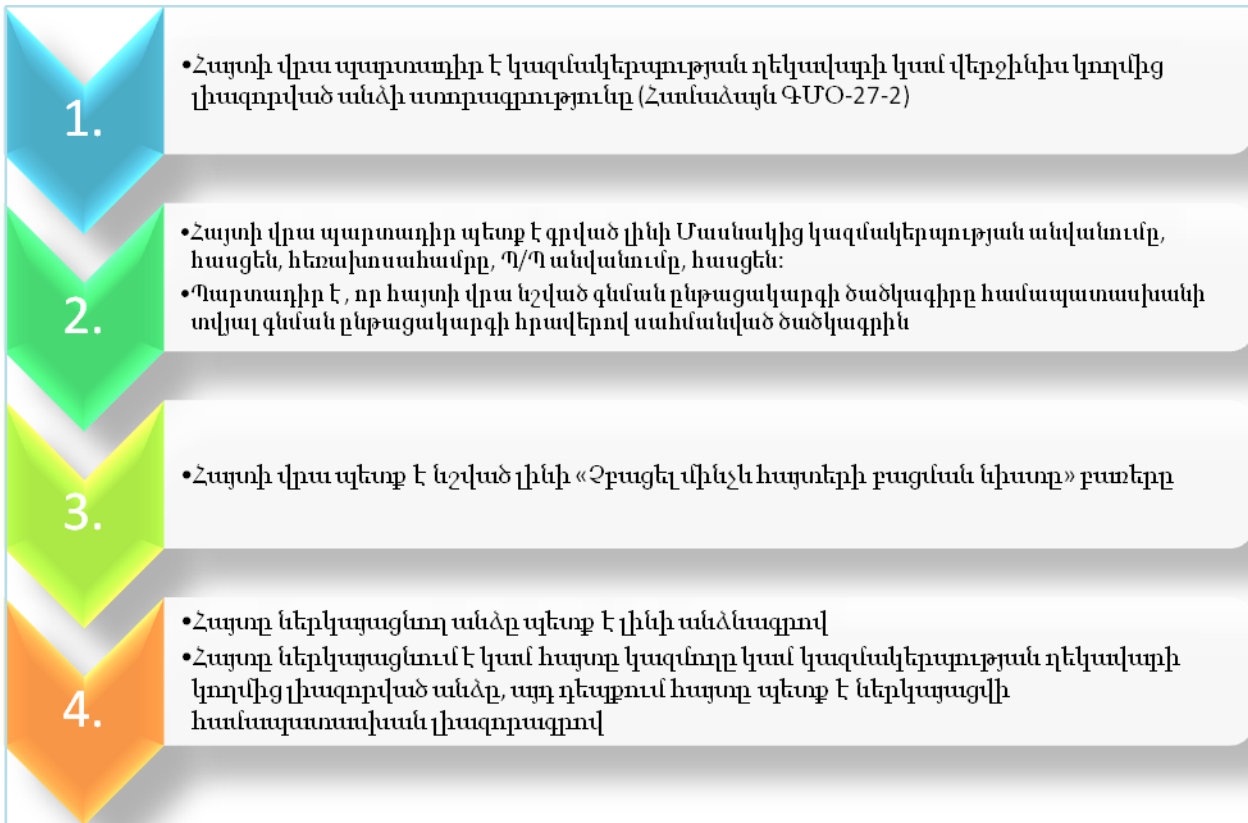 1.
•Հայտի վրա պարտադիր է կազմակերպության ղեկավարի կամ վերջինիս կողմից
լիազորված անձի ստորագրությունը (Համաձայն ԳՄՕ-27-2)
2.
•Հայտի վրա պարտադիր պետք է գրված լինի Մասնակից կազմակերպության անվանումը,
հասցեն, հեռախոսահամրը, Պ/Պ անվանումը, հասցեն:
•Պարտադիր է , որ հայտի վրա նշված գնման ընթացակարգի ծածկագիրը համապատասխանի
տվյալ գնման ընթացակարգի հրավերով սահմանված ծածկագրին
3.
•Հայտի վրա պետք է նշված լինի «Չբացել մինչև հայտերի բացման նիստը» բառերը
4.
•Հայտը ներկայացնող անձը պետք է լինի անձնագրով
•Հայտը ներկայացնում է կամ հայտը կազմողը կամ կազմակերպության ղեկավարի
կողմից լիազորված անձը, այդ դեպքում հայտը պետք է ներկայացվի
համապատասխան լիազորագրով